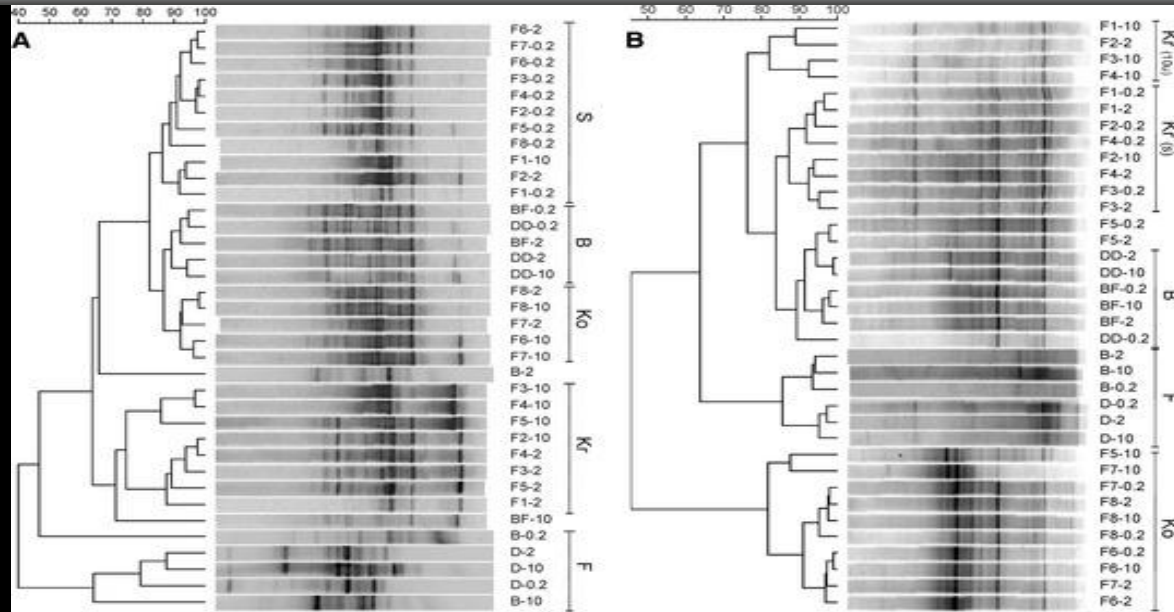 40 50 60 70 80 90 100
A
F6-2
F7-0.2
F6-0.2
F3-0.2
F4-0.2
F2-0.2
F5-0.2
F8-0.2
F1-10
F2-2
F1-0.2
S
BF-0.2
DD-0.2
BF-2
DD-2
DD-10
B
F8-2
F8-10
F7-2
F6-10
F7-10
Ko
B-2
F3-10
F4-10
F5-10
F2-10
F4-2
F3-2
F5-2
F1-2
Kr
BF-10
B-0.2
D-2
D-10
D-0.2
B-10
F
50 60 70 80 90 100
B
F1-10
F2-2
F3-10
F4-10
Kr (10µ)
F1-0.2
F1-2
F2-0.2
F4-0.2
F2-10
F4-2
F3-0.2
F3-2
Kr (s)
F5-0.2
F5-2
DD-2
DD-10
BF-0.2
BF-10
BF-2
DD-0.2
B
B-2
B-10
B-0.2
D-0.2
D-2
D-10
F
F5-10
F7-10
F7-0.2
F8-2
F8-10
F8-0.2
F6-0.2
F6-10
F7-2
F6-2
Ko